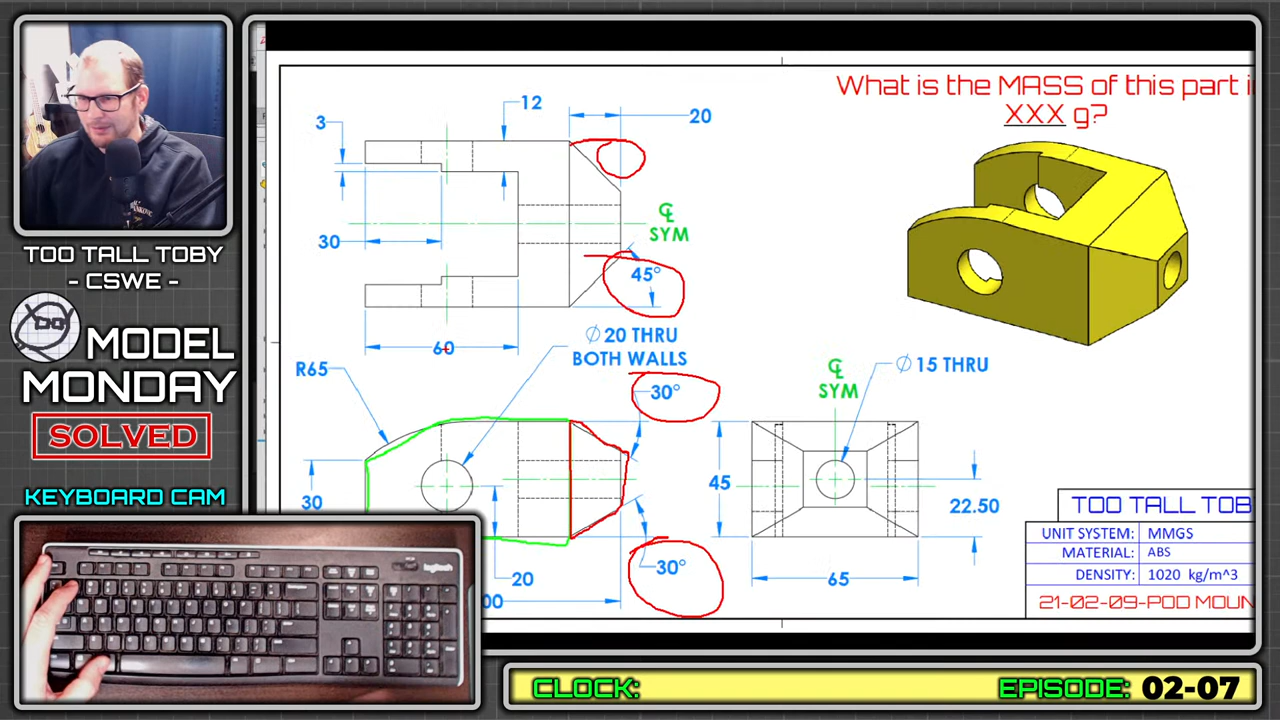 TOO TALL TOBY
- CSWE -
MODEL
MONDAY
SOLVED
KEYBOARD CAM
logitech
What is the MASS of this part i
XXX g?
3
12
20
30
60
℄
SYM
45°
Ø 20 THRU
BOTH WALLS
R65
30°
30
20
00
30°
℄
SYM
Ø 15 THRU
45
22.50
65
TOO TALL TOB
UNIT SYSTEM: MMGS
MATERIAL: ABS
DENSITY: 1020 kg/m^3
21-02-09-POD MOUN
CLOCK:
EPISODE: 02-07